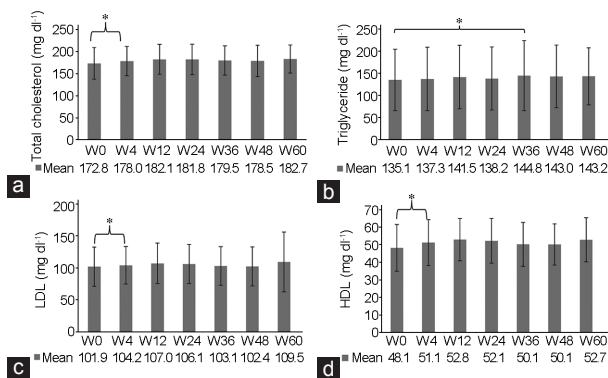 *
Total cholesterol (mg dl-1)
250
200
150
100
50
0
W0 W4 W12 W24 W36 W48 W60
Mean 172.8 178.0 182.1 181.8 179.5 178.5 182.7
a
*
Triglyceride (mg dl-1)
250
200
150
100
50
0
W0 W4 W12 W24 W36 W48 W60
Mean 135.1 137.3 141.5 138.2 144.8 143.0 143.2
b
*
LDL (mg dl-1)
200
150
100
50
0
W0 W4 W12 W24 W36 W48 W60
Mean 101.9 104.2 107.0 106.1 103.1 102.4 109.5
c
*
HDL (mg dl-1)
70
60
50
40
30
20
10
0
W0 W4 W12 W24 W36 W48 W60
Mean 48.1 51.1 52.8 52.1 50.1 50.1 52.7
d